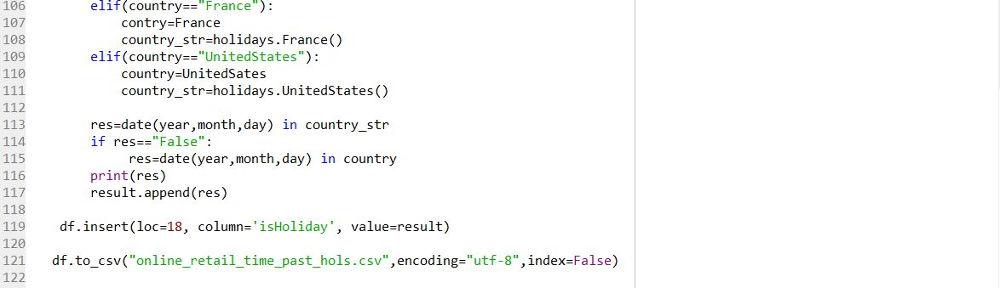 106 elif(country=="France"):
107 contry=France
108 country_str=holidays.France()
109 elif(country=="UnitedStates"):
110 country=UnitedSates
111 country_str=holidays.UnitedStates()
112
113 res=date(year,month,day) in country_str
114 if res=="False":
115 res=date(year,month,day) in country
116 print(res)
117 result.append(res)
118
119 df.insert(loc=18, column='isHoliday', value=result)
120
121 df.to_csv("online_retail_time_past_hols.csv",encoding="utf-8",index=False)
122